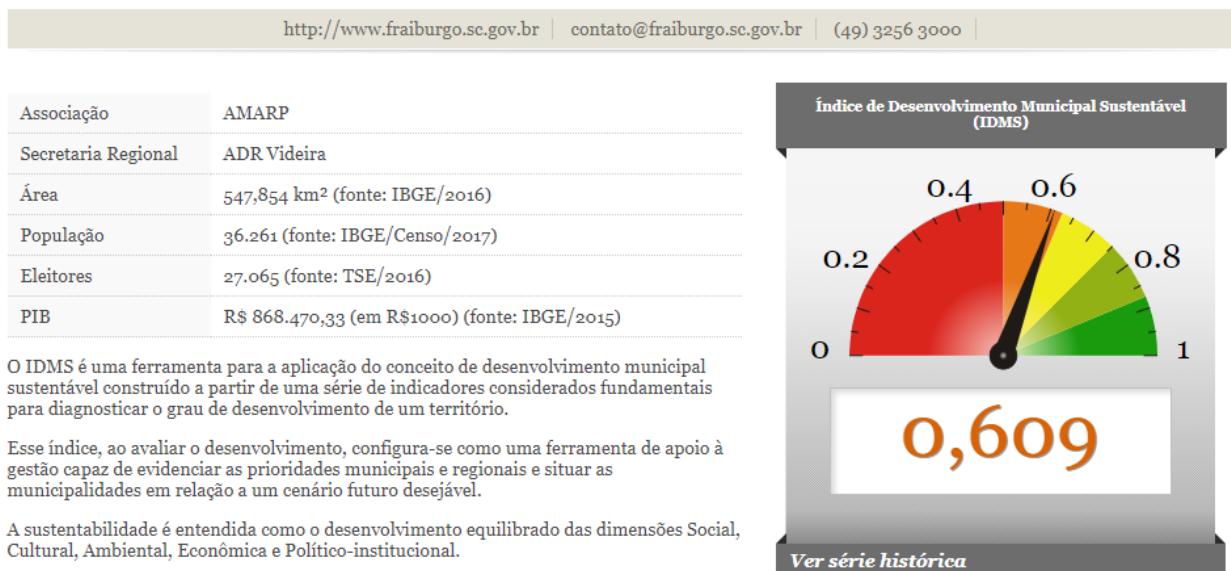 http://www.fraiburgo.sc.gov.br | contato@fraiburgo.sc.gov.br | (49) 3256 3000 |
Associação AMARP
Secretaria Regional ADR Videira
Área 547,854 km² (fonte: IBGE/2016)
População 36.261 (fonte: IBGE/Censo/2017)
Eleitores 27.065 (fonte: TSE/2016)
PIB R$ 868.470,33 (em R$1000) (fonte: IBGE/2015)
O IDMS é uma ferramenta para a aplicação do conceito de desenvolvimento municipal
sustentável construído a partir de uma série de indicadores considerados fundamentais
para diagnosticar o grau de desenvolvimento de um território.
Esse índice, ao avaliar o desenvolvimento, configura-se como uma ferramenta de apoio à
gestão capaz de evidenciar as prioridades municipais e regionais e situar as
municipalidades em relação a um cenário futuro desejável.
A sustentabilidade é entendida como o desenvolvimento equilibrado das dimensões Social,
Cultural, Ambiental, Econômica e Político-institucional.
Índice de Desenvolvimento Municipal Sustentável
(IDMS)
0.4 0.6
0.2 0.8
0 1
0,609
Ver série histórica